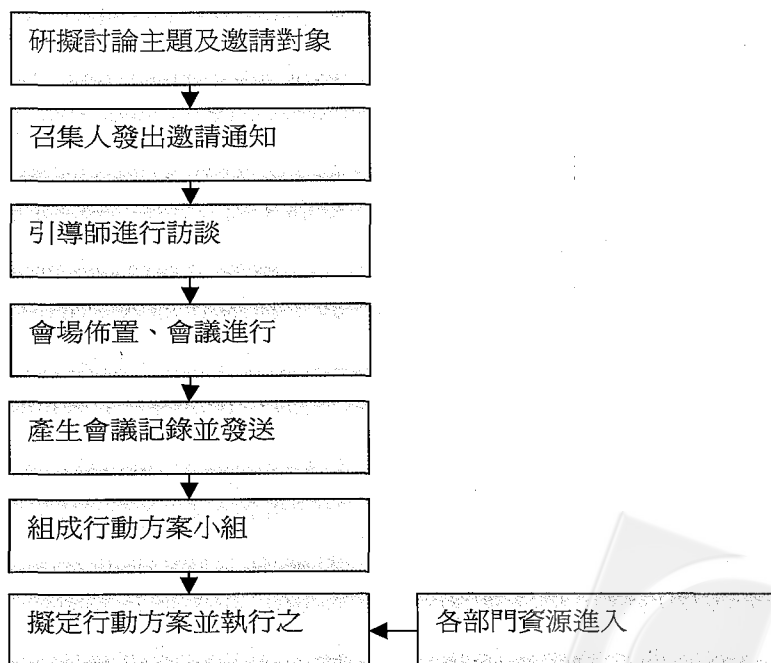 研擬討論主題及邀請對象
召集人發出邀請通知
引導師進行訪談
會場佈置、會議進行
產生會議記錄並發送
組成行動方案小組
擬定行動方案並執行之
各部門資源進入